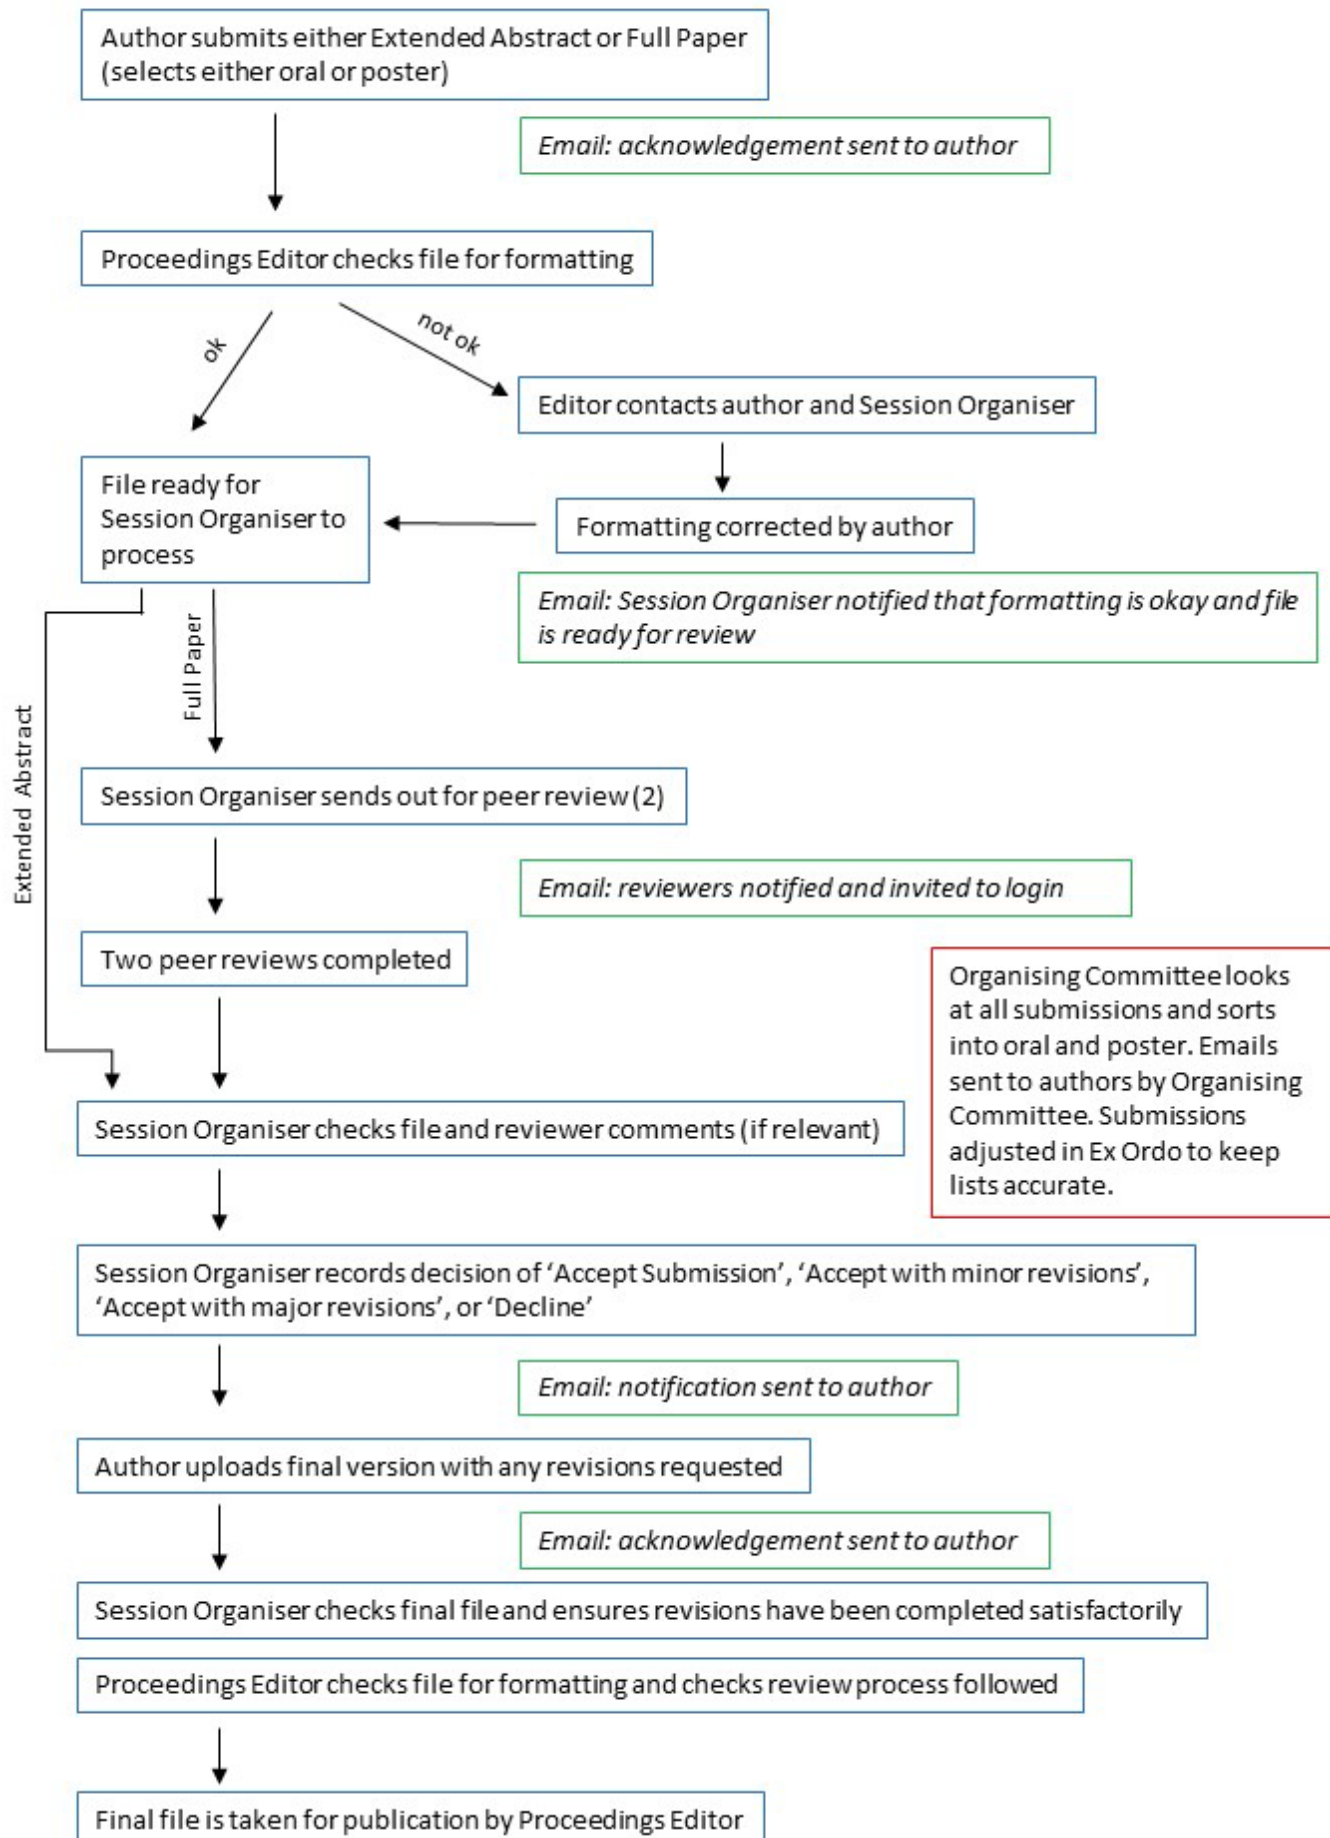 Author submits either Extended Abstract or Full Paper
(selects either oral or poster)
Email: acknowledgement sent to author
Proceedings Editor checks file for formatting
ok
not ok
Editor contacts author and Session Organiser
File ready for
Session Organiser to
process
Formatting corrected by author
Email: Session Organiser notified that formatting is okay and file
is ready for review
Full Paper
Extended Abstract
Session Organiser sends out for peer review (2)
Email: reviewers notified and invited to login
Two peer reviews completed
Organising Committee looks
at all submissions and sorts
into oral and poster. Emails
sent to authors by Organising
Committee. Submissions
adjusted in Ex Ordo to keep
lists accurate.
Session Organiser checks file and reviewer comments (if relevant)
Session Organiser records decision of ‘Accept Submission’, ‘Accept with minor revisions’,
‘Accept with major revisions’, or ‘Decline’
Email: notification sent to author
Author uploads final version with any revisions requested
Email: acknowledgement sent to author
Session Organiser checks final file and ensures revisions have been completed satisfactorily
Proceedings Editor checks file for formatting and checks review process followed
Final file is taken for publication by Proceedings Editor